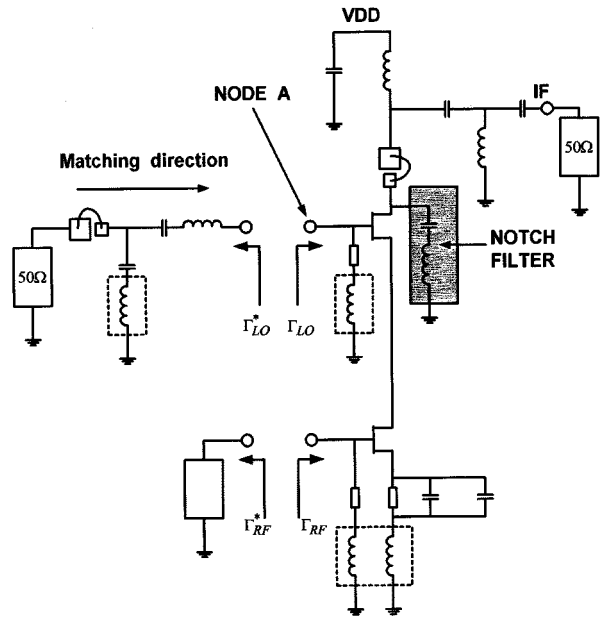 VDD
NODE A
IF
50Ω
Matching direction
NOTCH
FILTER
50Ω
Γ*LO
ΓLO
Γ*RF
ΓRF